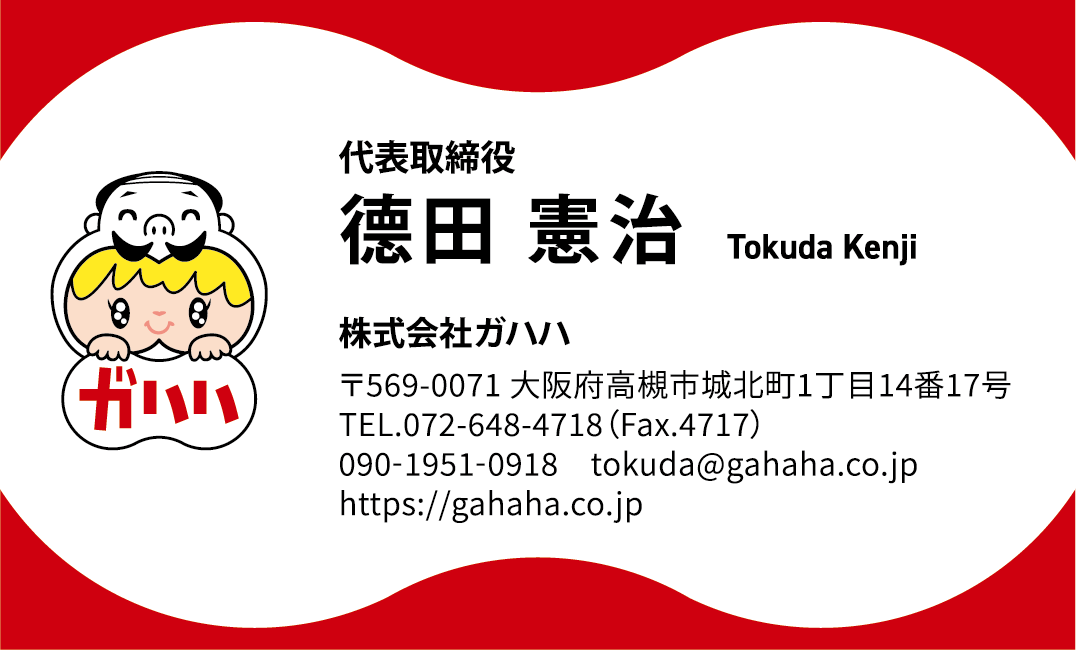 代表取締役
德田 憲治 Tokuda Kenji
株式会社ガハハ
ガハハ
〒569-0071 大阪府高槻市城北町1丁目14番17号
TEL.072-648-4718（Fax.4717）
090-1951-0918　tokuda@gahaha.co.jp
https://gahaha.co.jp